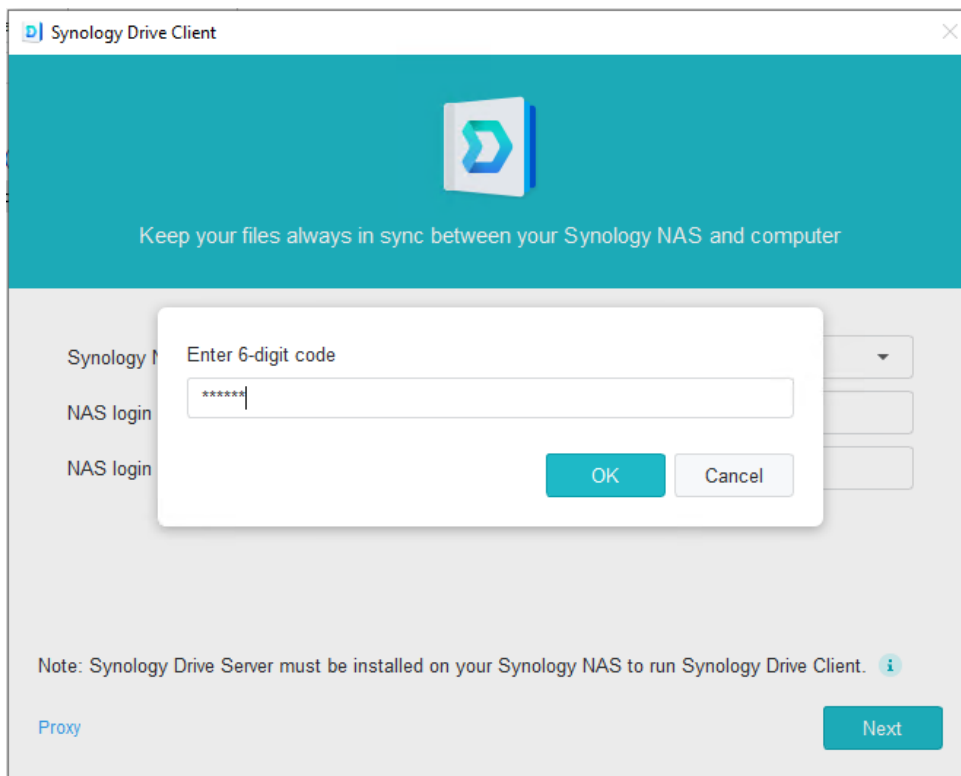 Synology Drive Client
Keep your files always in sync between your Synology NAS and computer
Enter 6-digit code
******
OK
Cancel
Synology
NAS login
NAS login
Note: Synology Drive Server must be installed on your Synology NAS to run Synology Drive Client.
Proxy
Next